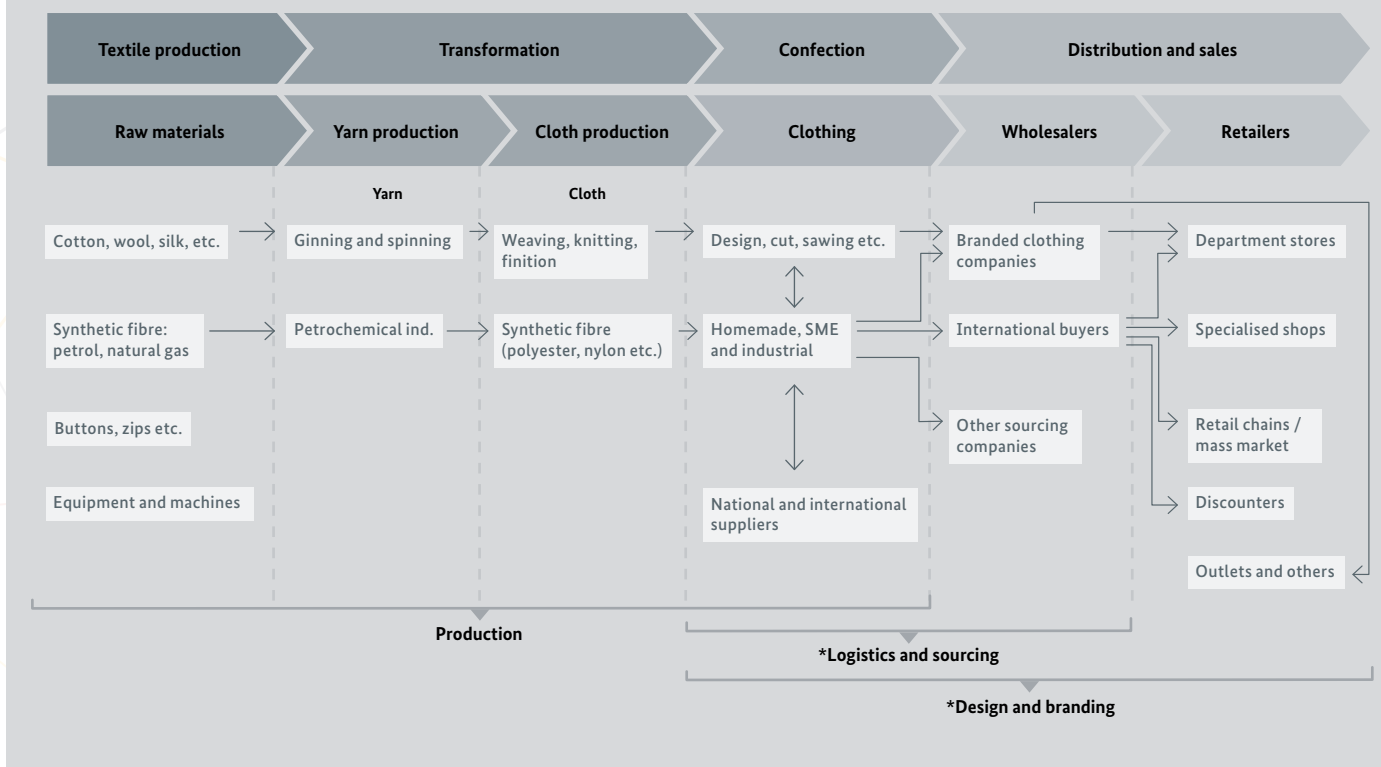 Textile production
Transformation
Confection
Distribution and sales
Raw materials
Yarn production
Cloth production
Clothing
Wholesalers
Retailers
Yarn
Cloth
Cotton, wool, silk, etc.
Ginning and spinning
Weaving, knitting,
finition
Design, cut, sawing etc.
Branded clothing
companies
Department stores
Synthetic fibre:
petrol, natural gas
Petrochemical ind.
Synthetic fibre
(polyester, nylon etc.)
Homemade, SME
and industrial
International buyers
Specialised shops
Buttons, zips etc.
Other sourcing
companies
Retail chains /
mass market
Equipment and machines
National and international
suppliers
Discounters
Outlets and others
Production
*Logistics and sourcing
*Design and branding